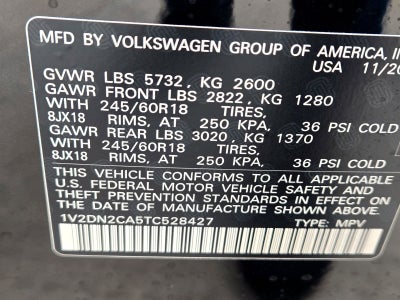 MFD BY VOLKSWAGEN GROUP OF AMERICA,
USA 11/20
GVWR LBS 5732, KG 2600
GAWR FRONT LBS 2822, KG 1280
WITH 245/60R18 TIRES,
8JX18 RIMS, AT 250 KPA, 36 PSI COLD
GAWR REAR LBS 3020, KG 1370
WITH 245/60R18 TIRES,
8JX18 RIMS, AT 250 KPA, 36 PSI COLD
THIS VEHICLE CONFORMS TO ALL APPLICABLE
U.S. FEDERAL MOTOR VEHICLE SAFETY AND
THEFT PREVENTION STANDARDS IN EFFECT ON THE
DATE OF MANUFACTURE SHOWN ABOVE.
1V2DN2CA5TC528427 TYPE: MPV